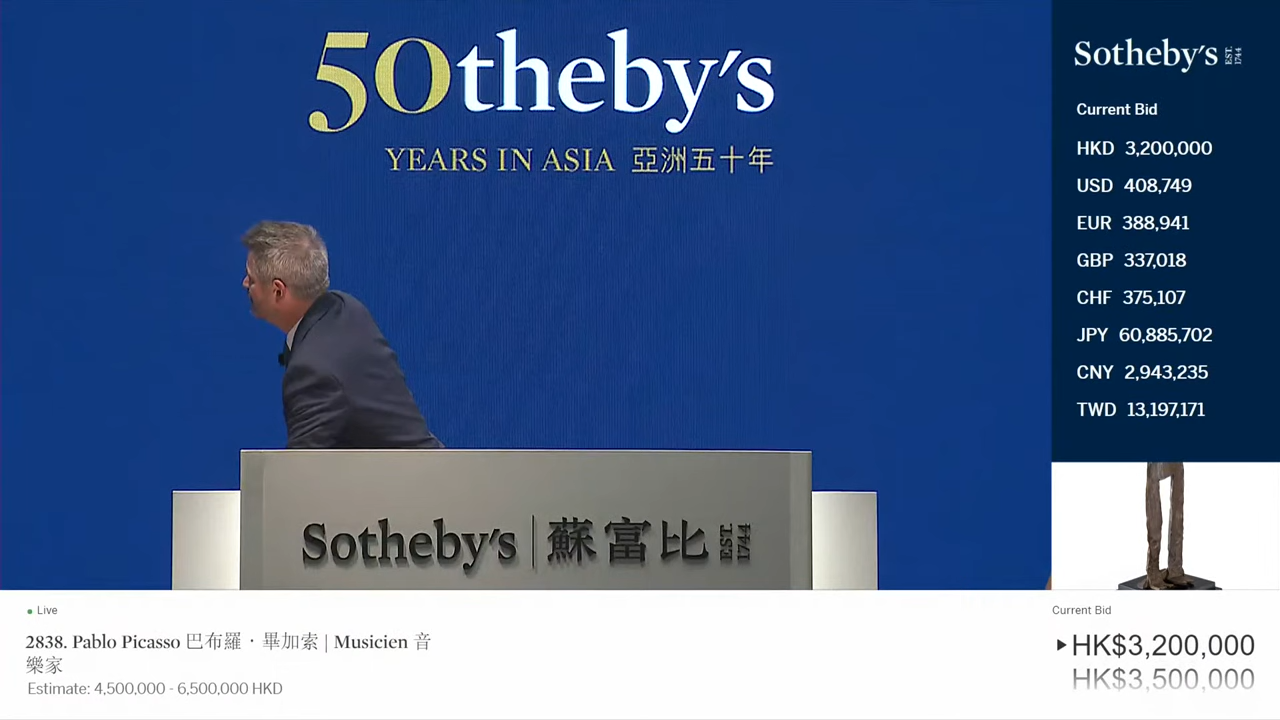 50theby's
YEARS IN ASIA 亞洲五十年
Sotheby's | 蘇富比 EST. 1744
Sotheby's EST. 1744
Current Bid
HKD 3,200,000
USD 408,749
EUR 388,941
GBP 337,018
CHF 375,107
JPY 60,885,702
CNY 2,943,235
TWD 13,197,171
Live
2838. Pablo Picasso 巴布羅·畢加索 | Musicien 音
樂家
Estimate: 4,500,000 - 6,500,000 HKD
Current Bid
HK$3,200,000
HK$3,500,000